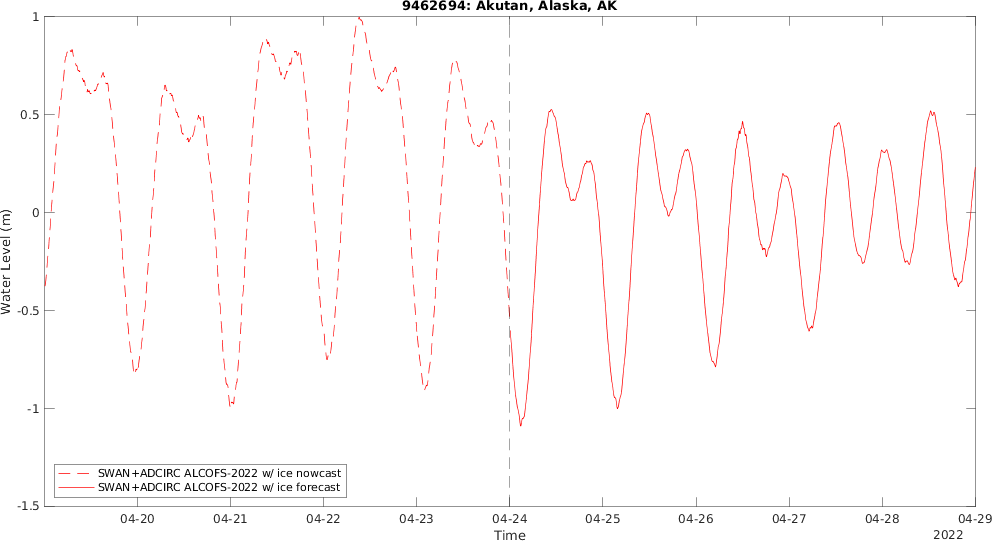 9462694: Akutan, Alaska, AK
1
0.5
0
-0.5
-1
-1.5
Water Level (m)
SWAN+ADCIRC ALCOFS-2022 w/ ice nowcast
SWAN+ADCIRC ALCOFS-2022 w/ ice forecast
04-20 04-21 04-22 04-23 04-24 04-25 04-26 04-27 04-28 04-29
Time
2022